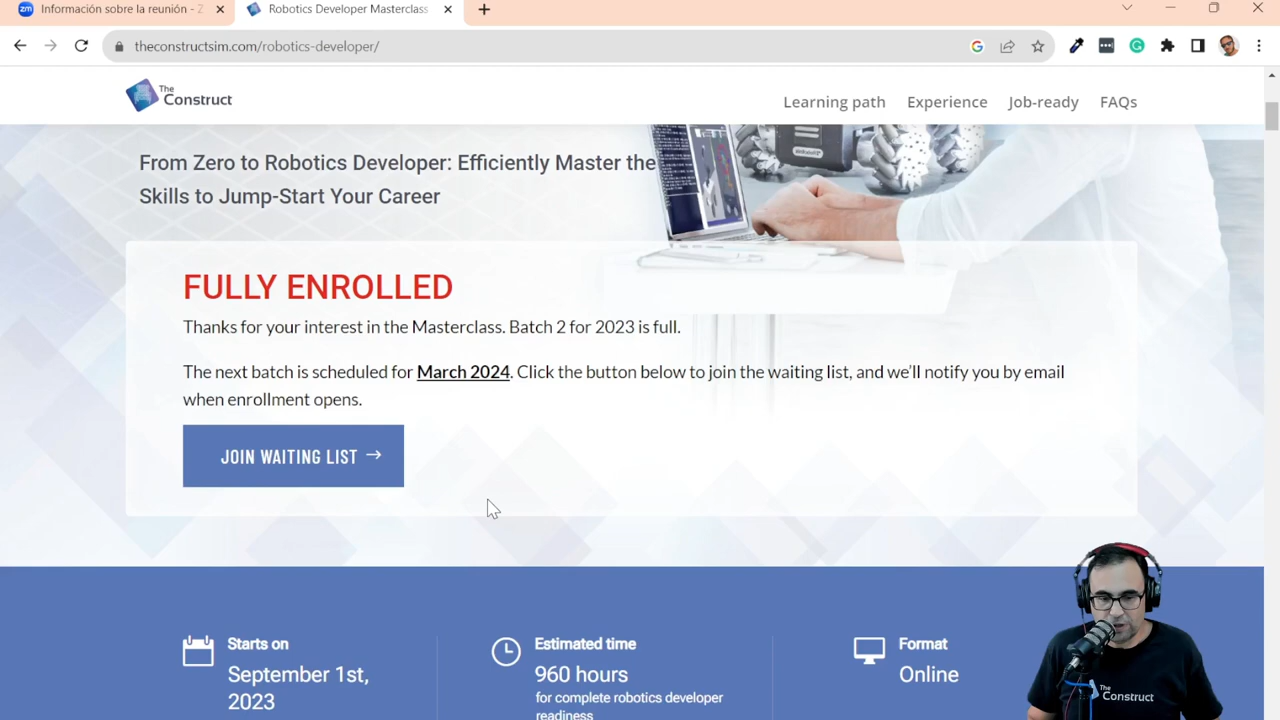 zm Información sobre la reunión - Z
Robotics Developer Masterclass
theconstructsim.com/robotics-developer/
The
Construct
Learning path Experience Job-ready FAQs
From Zero to Robotics Developer: Efficiently Master the
Skills to Jump-Start Your Career
FULLY ENROLLED
Thanks for your interest in the Masterclass. Batch 2 for 2023 is full.
The next batch is scheduled for March 2024. Click the button below to join the waiting list, and we'll notify you by email
when enrollment opens.
JOIN WAITING LIST →
Starts on
September 1st,
2023
Estimated time
960 hours
for complete robotics developer
readiness
Format
Online
The
Construct